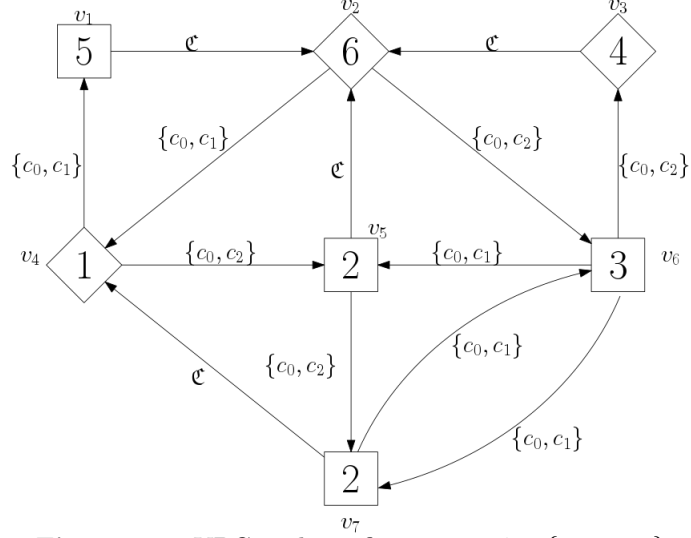 v₁ v₂ v₃
5 ℭ 6 ℭ 4
{c₀, c₁} {c₀, c₂}
{c₀, c₁} ℭ {c₀, c₂}
v₅
v₄ 1 {c₀, c₂} 2 {c₀, c₁} 3 v₆
{c₀, c₁}
{c₀, c₂}
ℭ
{c₀, c₁}
2
v₇